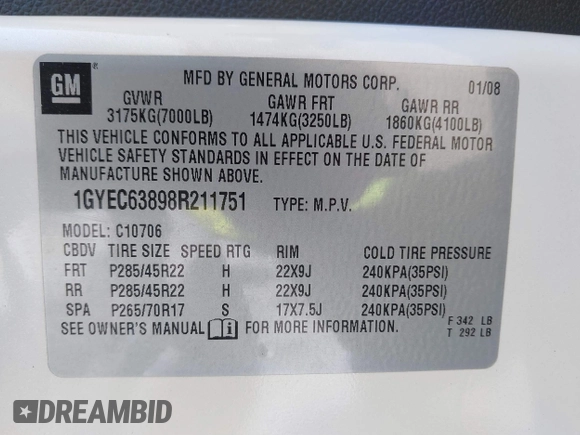 GM
®
MFD BY GENERAL MOTORS CORP. 01/08
GVWR GAWR FRT GAWR RR
3175KG(7000LB) 1474KG(3250LB) 1860KG(4100LB)
THIS VEHICLE CONFORMS TO ALL APPLICABLE U.S. FEDERAL MOTOR
VEHICLE SAFETY STANDARDS IN EFFECT ON THE DATE OF
MANUFACTURE SHOWN ABOVE.
1GYEC63898R211751 TYPE: M.P.V.
MODEL: C10706
CBDV TIRE SIZE SPEED RTG RIM COLD TIRE PRESSURE
FRT P285/45R22 H 22X9J 240KPA(35PSI)
RR P285/45R22 H 22X9J 240KPA(35PSI)
SPA P265/70R17 S 17X7.5J 240KPA(35PSI)
SEE OWNER'S MANUAL i FOR MORE INFORMATION. F 342 LB
T 292 LB
DREAMBID